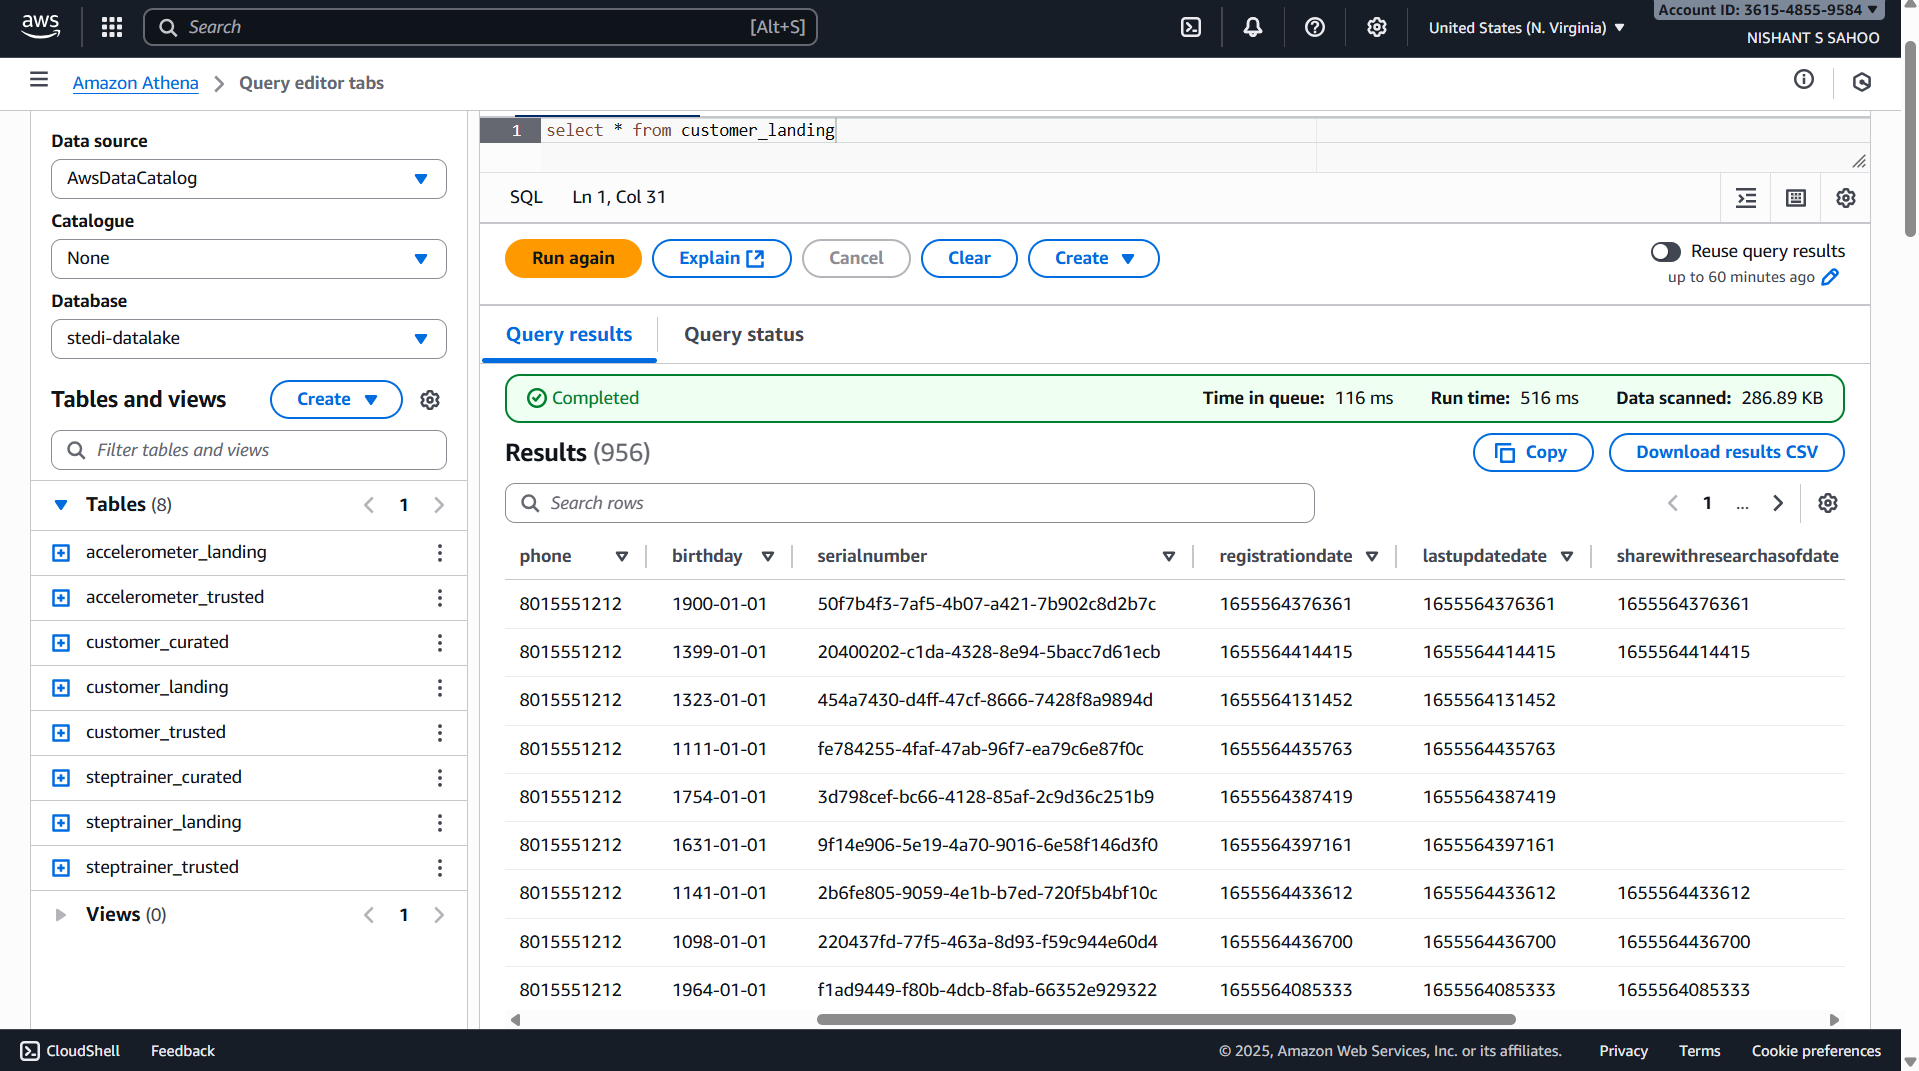 aws
Search
[Alt+S]
United States (N. Virginia)
Account ID: 3615-4855-9584
NISHANT S SAHOO
Amazon Athena
Query editor tabs
Data source
AwsDataCatalog
Catalogue
None
Database
stedi-datalake
Tables and views
Create
Filter tables and views
Tables (8)
1
accelerometer_landing
accelerometer_trusted
customer_curated
customer_landing
customer_trusted
steptrainer_curated
steptrainer_landing
steptrainer_trusted
Views (0)
1
1 select * from customer_landing
SQL Ln 1, Col 31
Run again Explain Cancel Clear Create
Reuse query results
up to 60 minutes ago
Query results Query status
Completed Time in queue: 116 ms Run time: 516 ms Data scanned: 286.89 KB
Results (956) Copy Download results CSV
Search rows 1 ...
phone birthday serialnumber registrationdate lastupdatedate sharewithresearchasofdate
8015551212 1900-01-01 50f7b4f3-7af5-4b07-a421-7b902c8d2b7c 1655564376361 1655564376361 1655564376361
8015551212 1399-01-01 20400202-c1da-4328-8e94-5bacc7d61ecb 1655564414415 1655564414415 1655564414415
8015551212 1323-01-01 454a7430-d4ff-47cf-8666-7428f8a9894d 1655564131452 1655564131452
8015551212 1111-01-01 fe784255-4faf-47ab-96f7-ea79c6e87f0c 1655564435763 1655564435763
8015551212 1754-01-01 3d798cef-bc66-4128-85af-2c9d36c251b9 1655564387419 1655564387419
8015551212 1631-01-01 9f14e906-5e19-4a70-9016-6e58f146d3f0 1655564397161 1655564397161
8015551212 1141-01-01 2b6fe805-9059-4e1b-b7ed-720f5b4bf10c 1655564433612 1655564433612 1655564433612
8015551212 1098-01-01 220437fd-77f5-463a-8d93-f59c944e60d4 1655564436700 1655564436700 1655564436700
8015551212 1964-01-01 f1ad9449-f80b-4dcb-8fab-66352e929322 1655564085333 1655564085333 1655564085333
CloudShell Feedback © 2025, Amazon Web Services, Inc. or its affiliates. Privacy Terms Cookie preferences